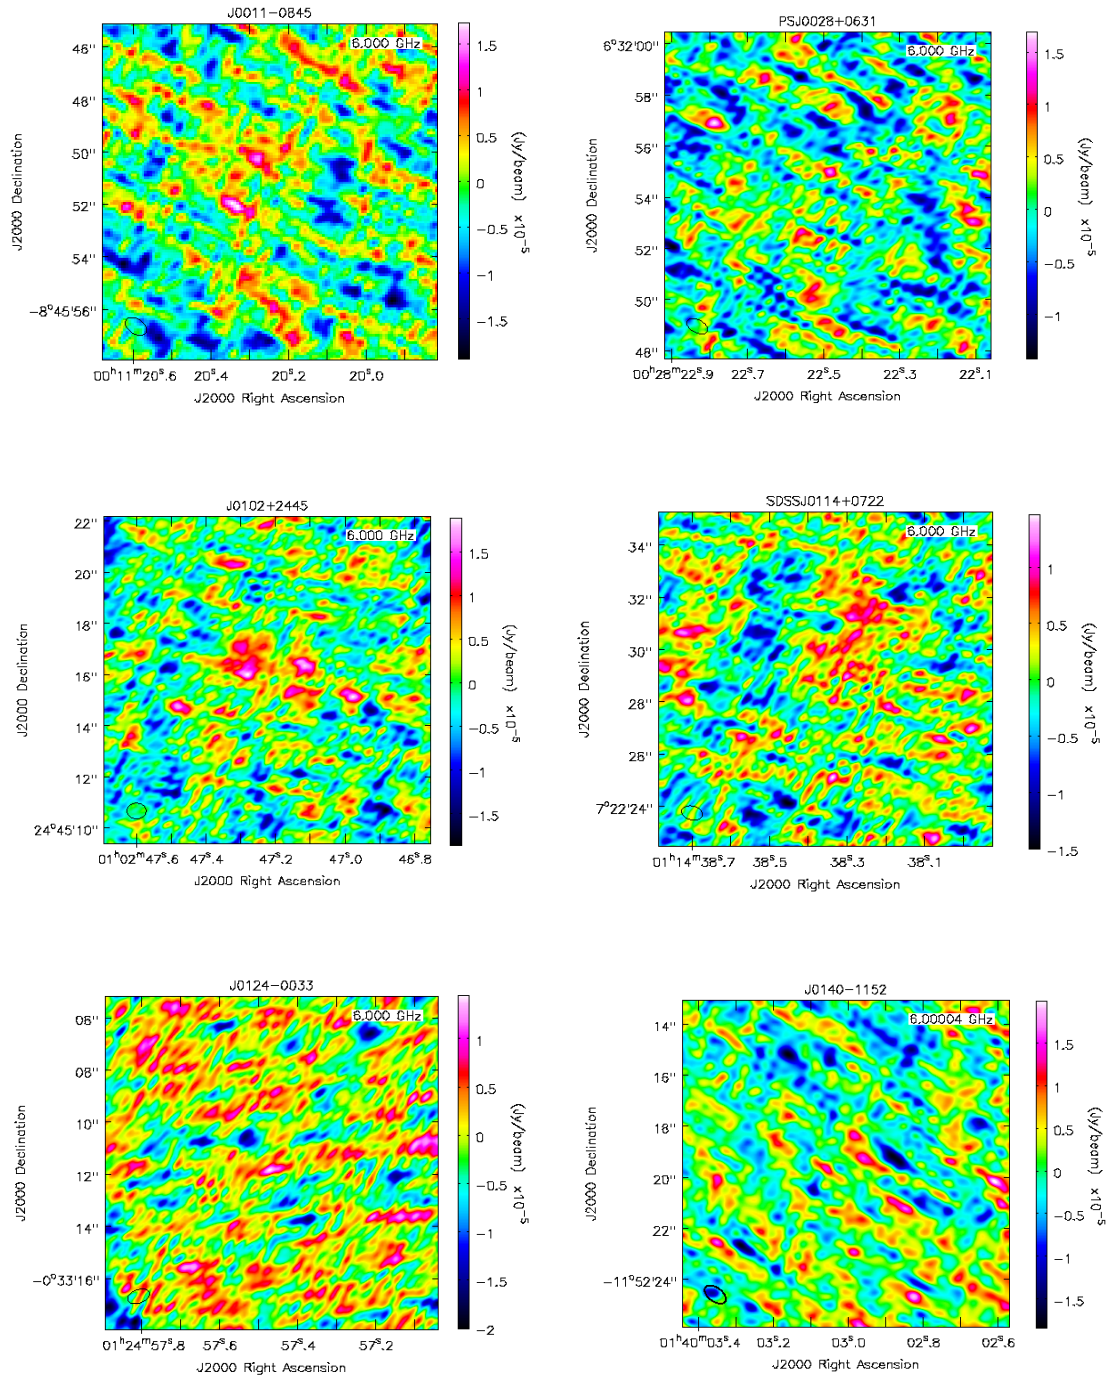 J0011−0845
6.000 GHz
46''
48''
50''
52''
54''
−8°45'56''
J2000 Declination
00ʰ11ᵐ20ˢ.6
20ˢ.4
20ˢ.2
20ˢ.0
J2000 Right Ascension
1.5
1
0.5
0
−0.5
−1
−1.5
(Jy/beam) ×10⁻⁵
PSJ0028+0631
6.000 GHz
6°32'00''
58''
56''
54''
52''
50''
48''
J2000 Declination
00ʰ28ᵐ22ˢ.9
22ˢ.7
22ˢ.5
22ˢ.3
22ˢ.1
J2000 Right Ascension
1.5
1
0.5
0
−0.5
−1
(Jy/beam) ×10⁻⁵
J0102+2445
6.000 GHz
22''
20''
18''
16''
14''
12''
24°45'10''
J2000 Declination
01ʰ02ᵐ47ˢ.6
47ˢ.4
47ˢ.2
47ˢ.0
46ˢ.8
J2000 Right Ascension
1.5
1
0.5
0
−0.5
−1
−1.5
(Jy/beam) ×10⁻⁵
SDSSJ0114+0722
6.000 GHz
34''
32''
30''
28''
26''
7°22'24''
J2000 Declination
01ʰ14ᵐ38ˢ.7
38ˢ.5
38ˢ.3
38ˢ.1
J2000 Right Ascension
1
0.5
0
−0.5
−1
−1.5
(Jy/beam) ×10⁻⁵
J0124−0033
6.000 GHz
06''
08''
10''
12''
14''
−0°33'16''
J2000 Declination
01ʰ24ᵐ57ˢ.8
57ˢ.6
57ˢ.4
57ˢ.2
J2000 Right Ascension
1
0.5
0
−0.5
−1
−1.5
−2
(Jy/beam) ×10⁻⁵
J0140−1152
6.00004 GHz
14''
16''
18''
20''
22''
−11°52'24''
J2000 Declination
01ʰ40ᵐ03ˢ.4
03ˢ.2
03ˢ.0
02ˢ.8
02ˢ.6
J2000 Right Ascension
1.5
1
0.5
0
−0.5
−1
−1.5
(Jy/beam) ×10⁻⁵